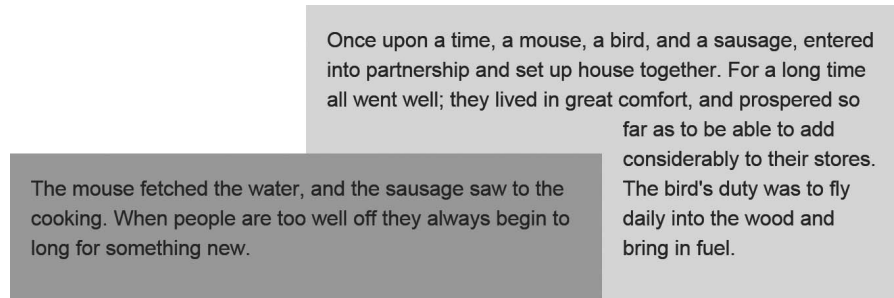 Once upon a time, a mouse, a bird, and a sausage, entered
into partnership and set up house together. For a long time
all went well; they lived in great comfort, and prospered so
far as to be able to add
considerably to their stores.
The bird's duty was to fly
daily into the wood and
bring in fuel.
The mouse fetched the water, and the sausage saw to the
cooking. When people are too well off they always begin to
long for something new.